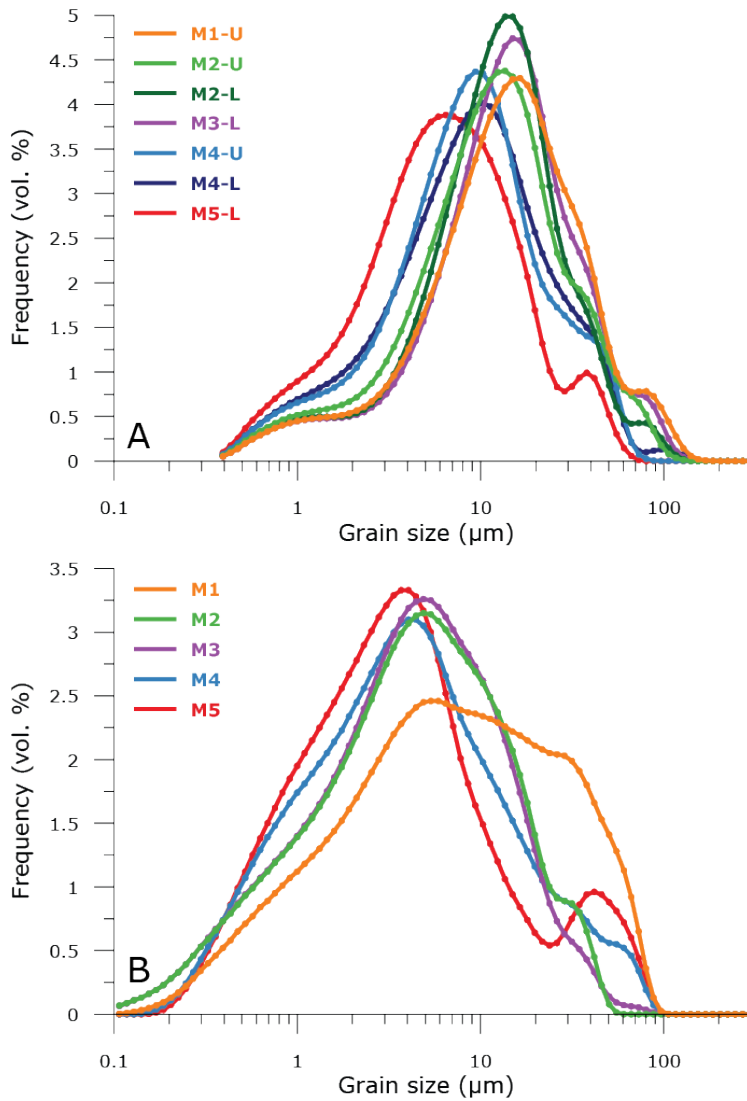 5
4.5
4
3.5
3
2.5
2
1.5
1
0.5
0
Frequency (vol. %)
M1-U
M2-U
M2-L
M3-L
M4-U
M4-L
M5-L
A
0.1 1 10 100
Grain size (µm)
3.5
3
2.5
2
1.5
1
0.5
0
Frequency (vol. %)
M1
M2
M3
M4
M5
B
0.1 1 10 100
Grain size (µm)